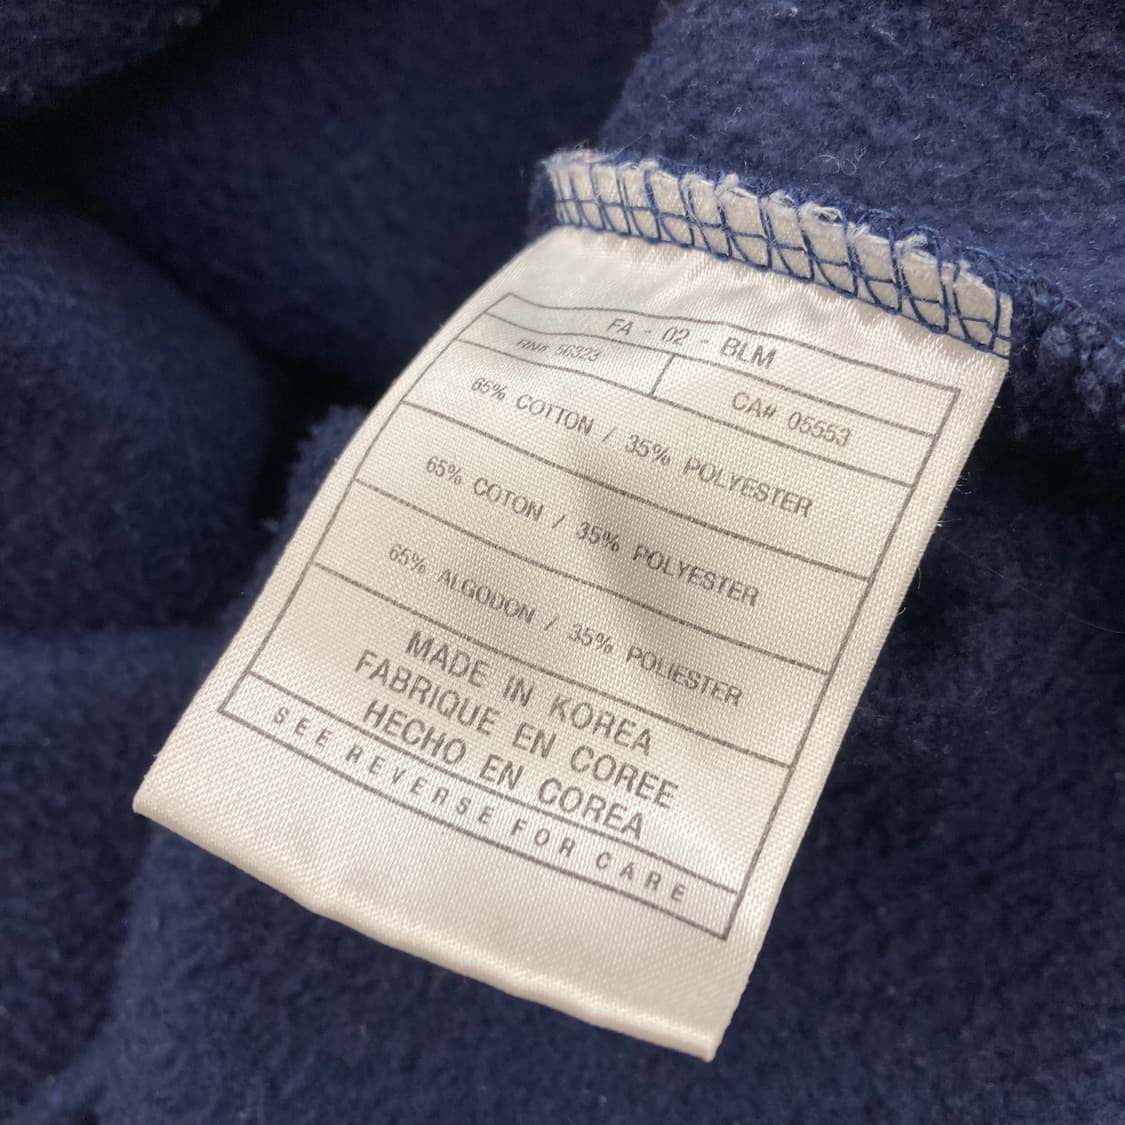 FA - 02 - BLM
RN# 56323 CA# 05553
65% COTTON / 35% POLYESTER
65% COTON / 35% POLYESTER
65% ALGODON / 35% POLIESTER
MADE IN KOREA
FABRIQUE EN COREE
HECHO EN COREA
SEE REVERSE FOR CARE